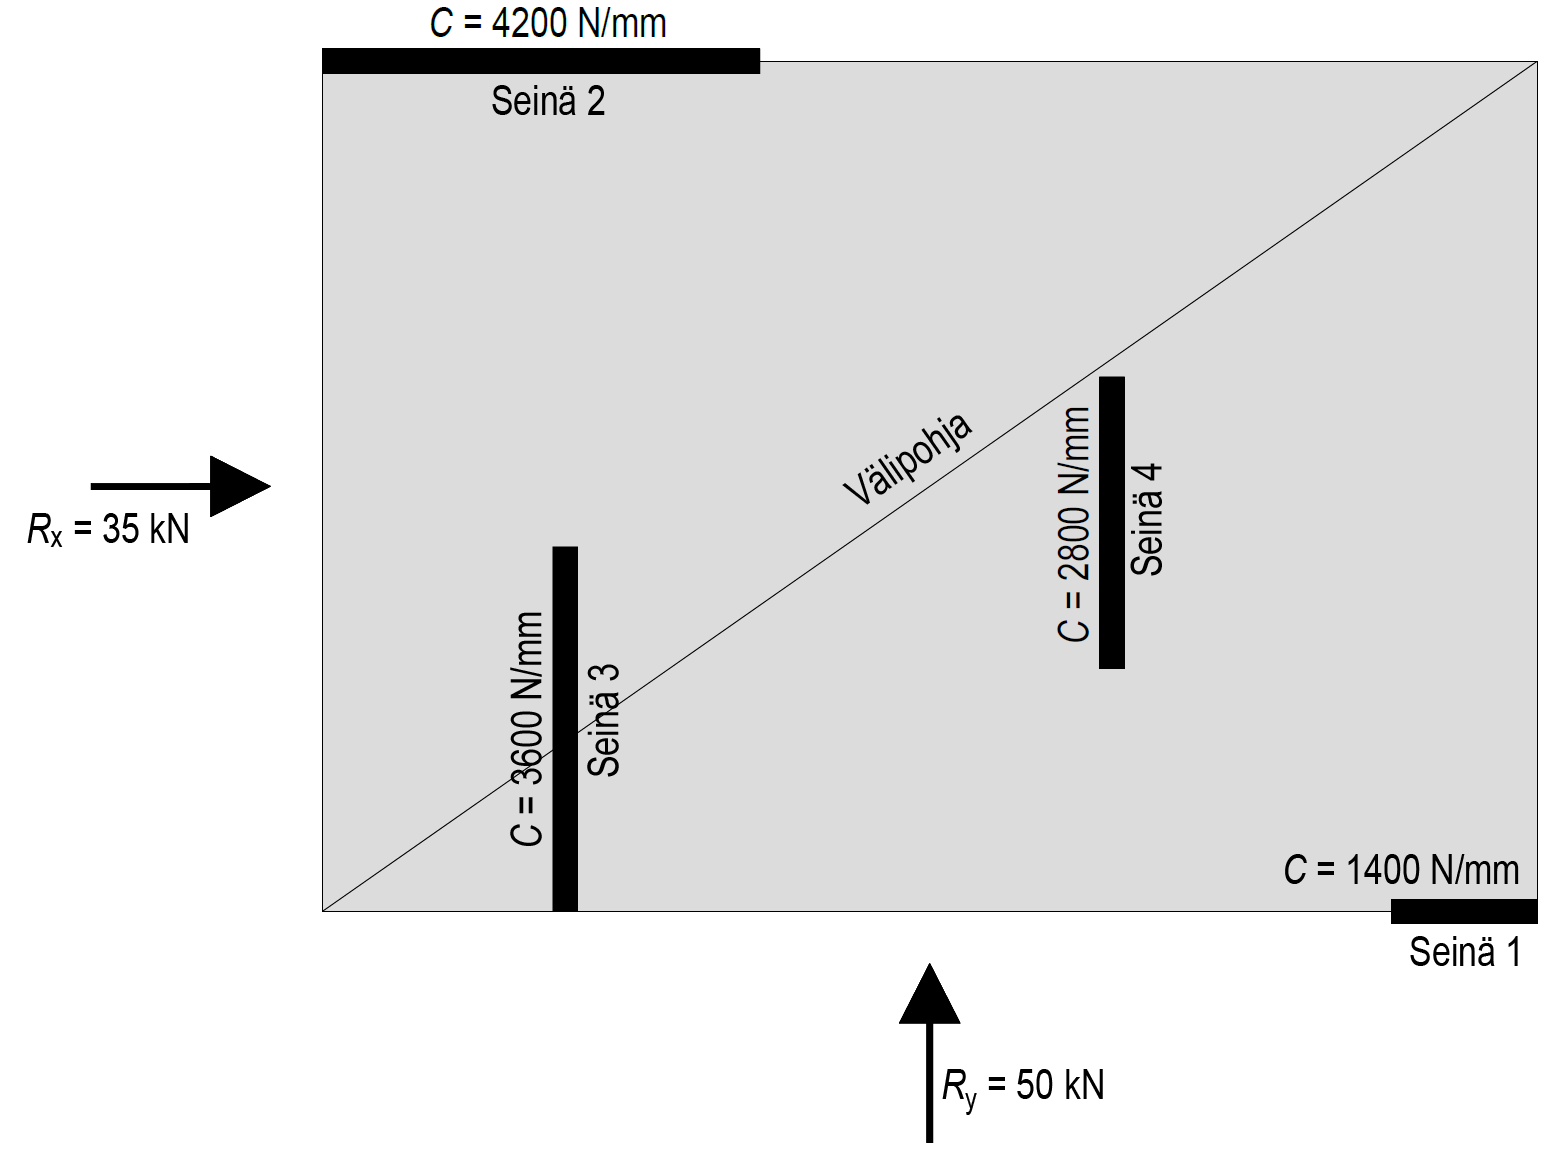 C = 4200 N/mm
Seinä 2
Välipohja
C = 2800 N/mm
Seinä 4
Rx = 35 kN
C = 3600 N/mm
Seinä 3
C = 1400 N/mm
Seinä 1
Ry = 50 kN